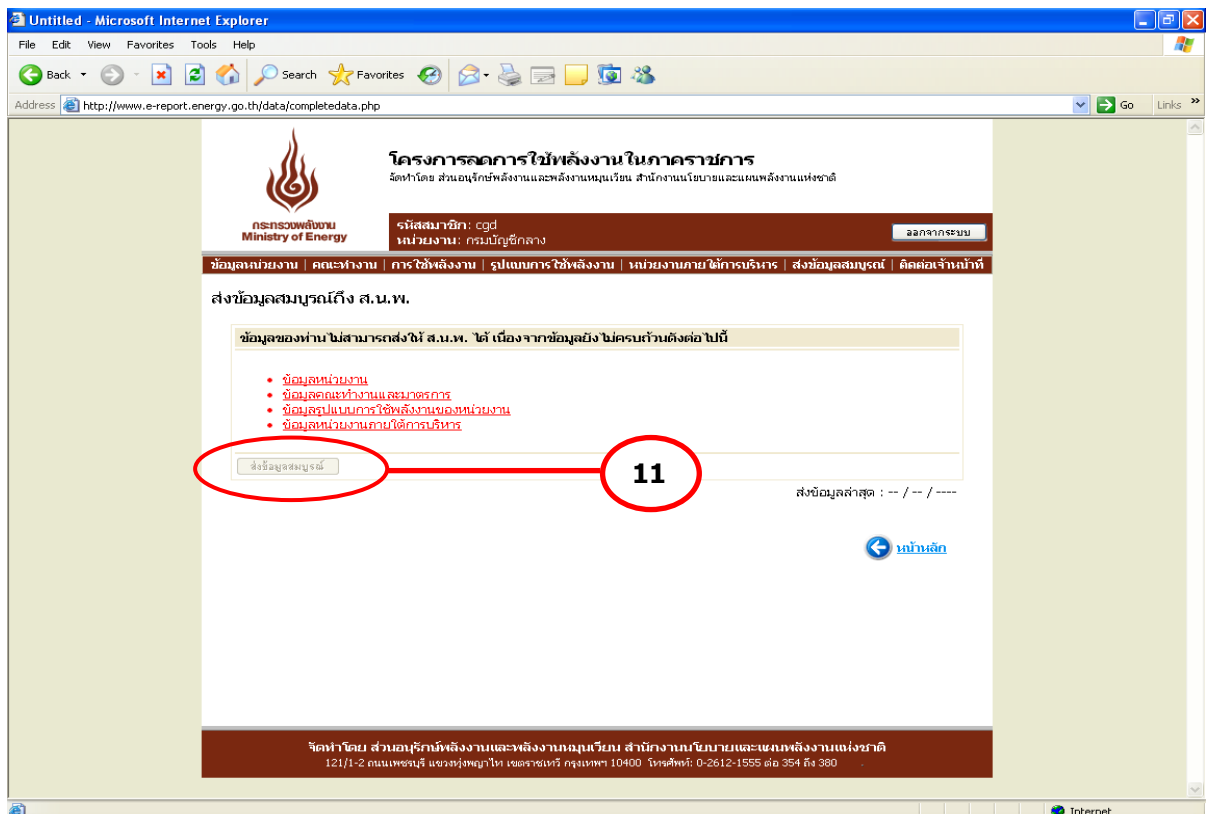 Untitled - Microsoft Internet Explorer
File Edit View Favorites Tools Help
Back Search Favorites
Address http://www.e-report.energy.go.th/data/completedata.php Go Links »
โครงการลดการใช้พลังงานในภาคราชการ
จัดทำโดย ส่วนอนุรักษ์พลังงานและพลังงานหมุนเวียน สำนักงานนโยบายและแผนพลังงานแห่งชาติ
กระทรวงพลังงาน
Ministry of Energy
รหัสสมาชิก: cgd
หน่วยงาน: กรมบัญชีกลาง
ออกจากระบบ
ข้อมูลหน่วยงาน | คณะทำงาน | การใช้พลังงาน | รูปแบบการใช้พลังงาน | หน่วยงานภายใต้การบริหาร | ส่งข้อมูลสมบูรณ์ | ติดต่อเจ้าหน้าที่
ส่งข้อมูลสมบูรณ์ถึง ส.น.พ.
ข้อมูลของท่านไม่สามารถส่งให้ ส.น.พ. ได้ เนื่องจากข้อมูลยังไม่ครบถ้วนดังต่อไปนี้
• ข้อมูลหน่วยงาน
• ข้อมูลคณะทำงานและมาตรการ
• ข้อมูลรูปแบบการใช้พลังงานของหน่วยงาน
• ข้อมูลหน่วยงานภายใต้การบริหาร
ส่งข้อมูลสมบูรณ์
11
ส่งข้อมูลล่าสุด : -- / -- / ----
หน้าหลัก
จัดทำโดย ส่วนอนุรักษ์พลังงานและพลังงานหมุนเวียน สำนักงานนโยบายและแผนพลังงานแห่งชาติ
121/1-2 ถนนเพชรบุรี แขวงทุ่งพญาไท เขตราชเทวี กรุงเทพฯ 10400 โทรศัพท์: 0-2612-1555 ต่อ 354 ถึง 380
Internet